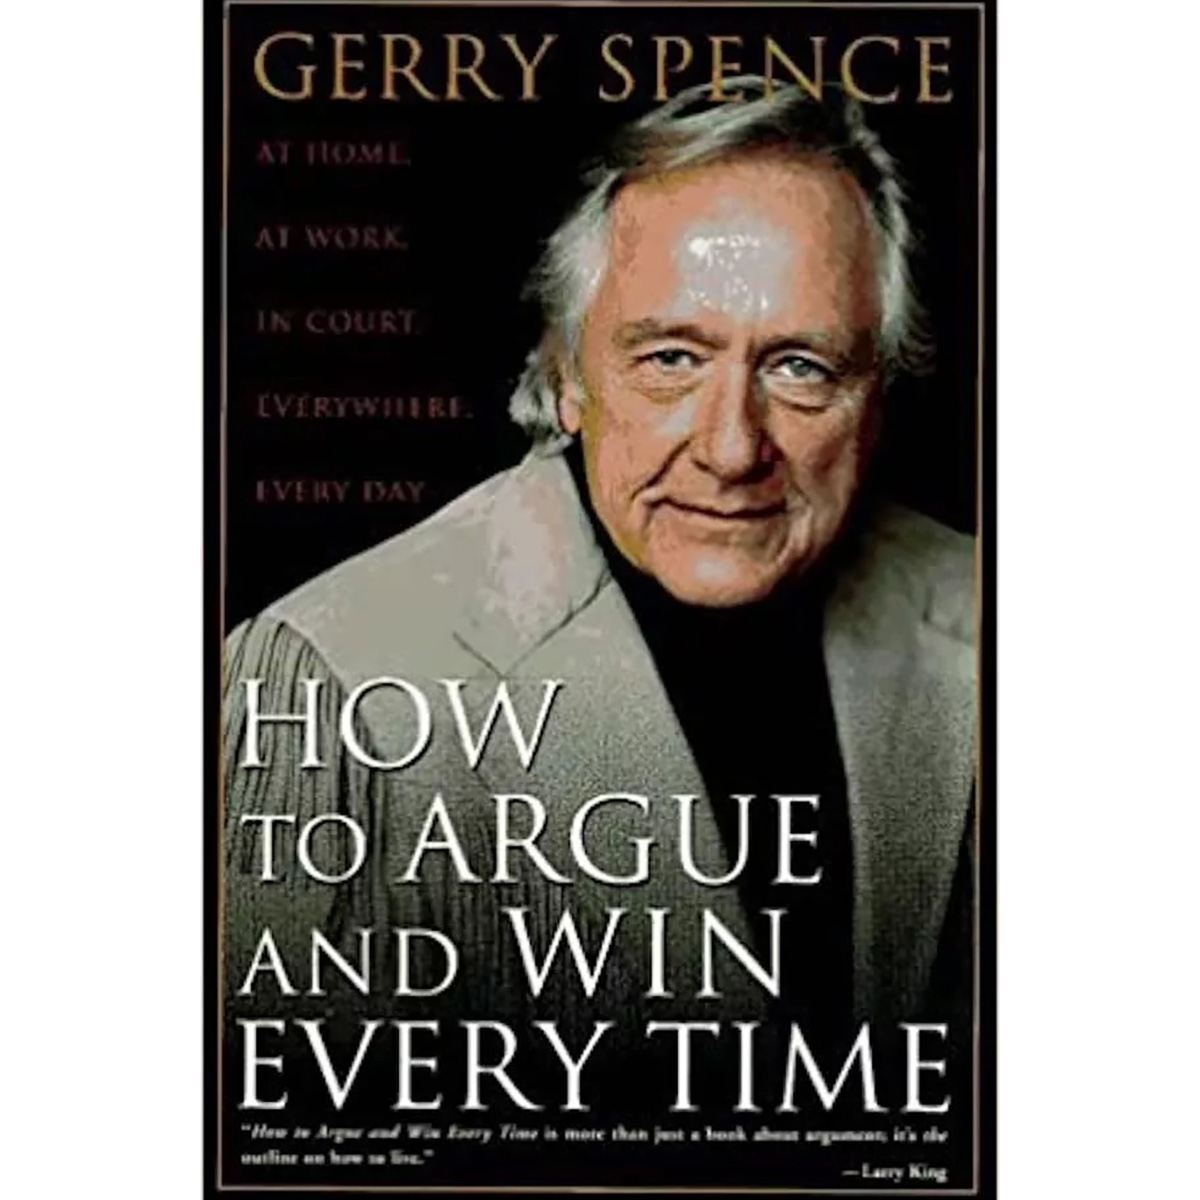 GERRY SPENCE
AT HOME.
AT WORK.
IN COURT.
EVERYWHERE.
EVERY DAY
HOW
TO ARGUE
AND WIN
EVERY TIME
"How to Argue and Win Every Time is more than just a book about argument; it's the
outline on how to live."
—Larry King